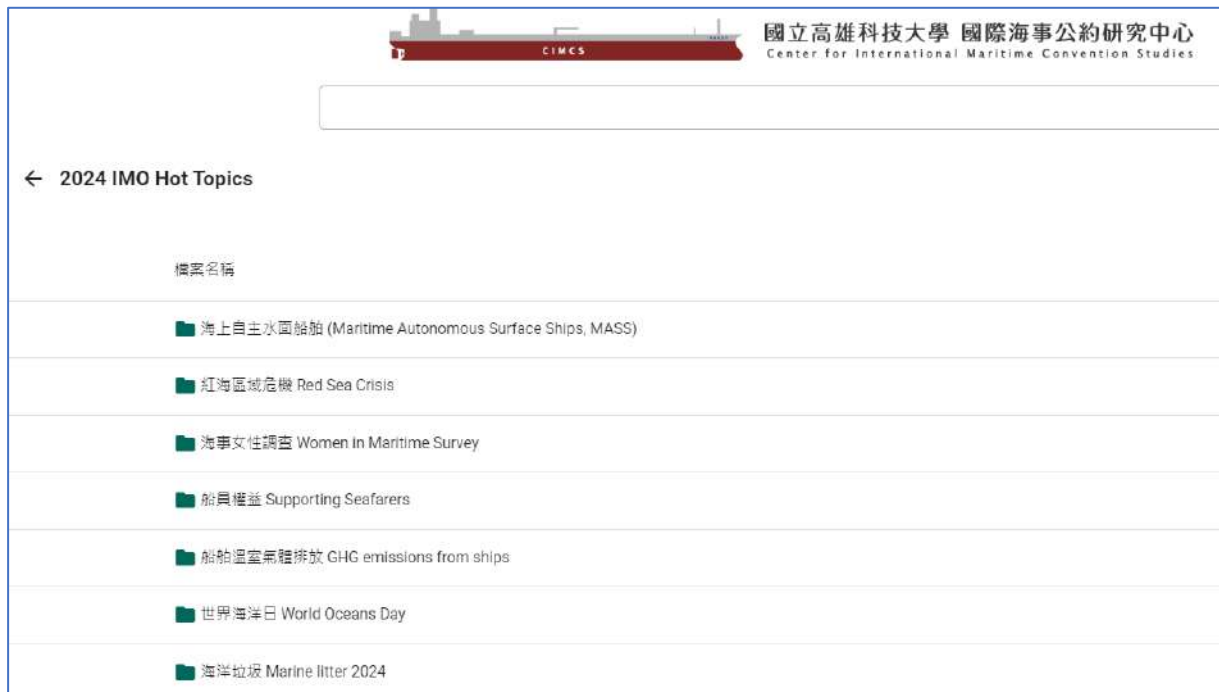 CIMCS
國立高雄科技大學 國際海事公約研究中心
Center for International Maritime Convention Studies
← 2024 IMO Hot Topics
檔案名稱
海上自主水面船舶 (Maritime Autonomous Surface Ships, MASS)
紅海區域危機 Red Sea Crisis
海事女性調查 Women in Maritime Survey
船員權益 Supporting Seafarers
船舶溫室氣體排放 GHG emissions from ships
世界海洋日 World Oceans Day
海洋垃圾 Marine litter 2024